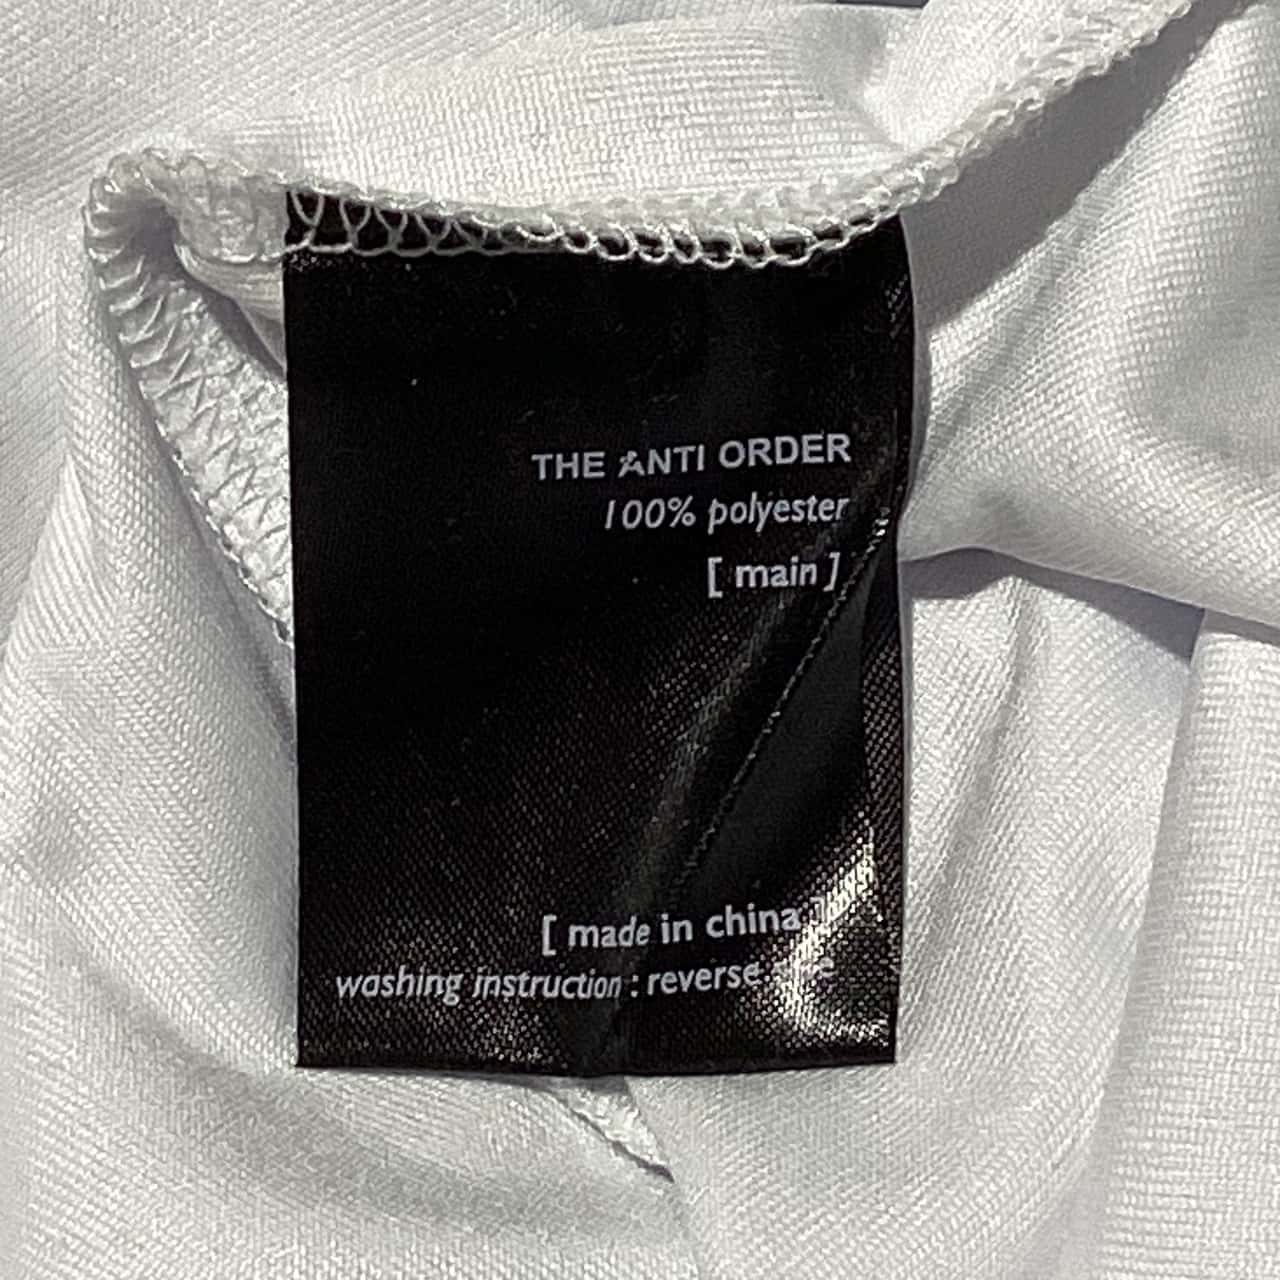 THE ANTI ORDER
100% polyester
[ main ]
[ made in china ]
washing instruction : reverse